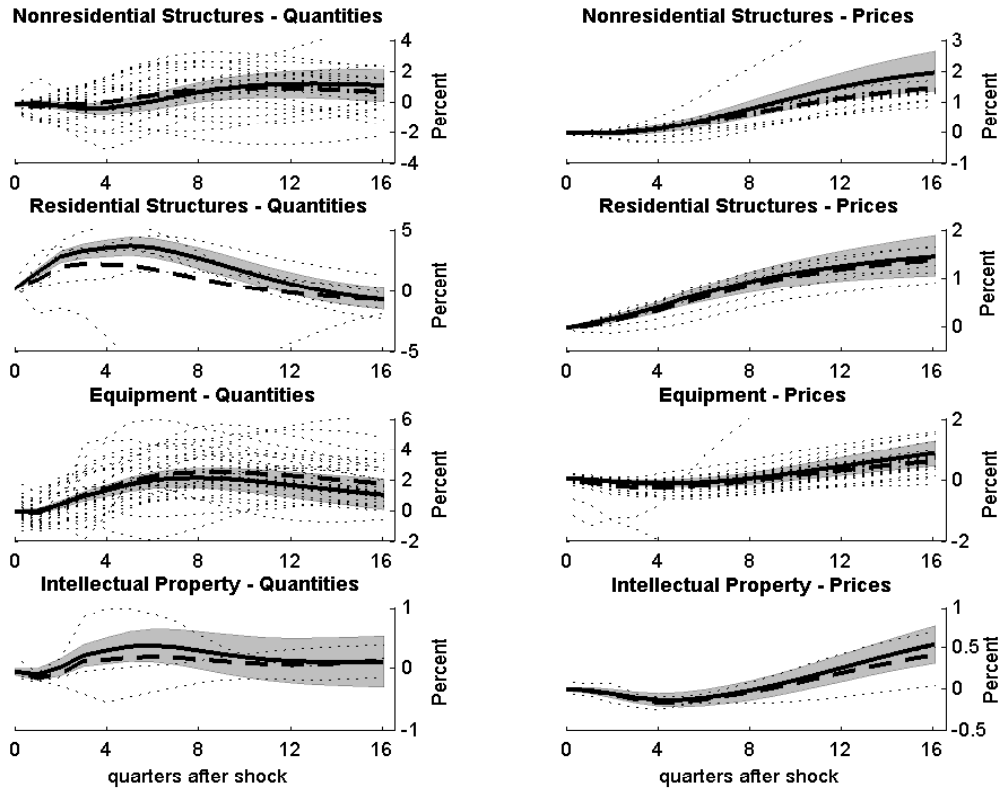 Nonresidential Structures - Quantities
4
2
0
-2
-4
Percent
0 4 8 12 16
Nonresidential Structures - Prices
3
2
1
0
-1
Percent
0 4 8 12 16
Residential Structures - Quantities
5
0
-5
Percent
0 4 8 12 16
Residential Structures - Prices
2
1
0
Percent
0 4 8 12 16
Equipment - Quantities
6
4
2
0
-2
Percent
0 4 8 12 16
Equipment - Prices
2
0
-2
Percent
0 4 8 12 16
Intellectual Property - Quantities
1
0
-1
Percent
0 4 8 12 16
quarters after shock
Intellectual Property - Prices
1
0.5
0
-0.5
Percent
0 4 8 12 16
quarters after shock